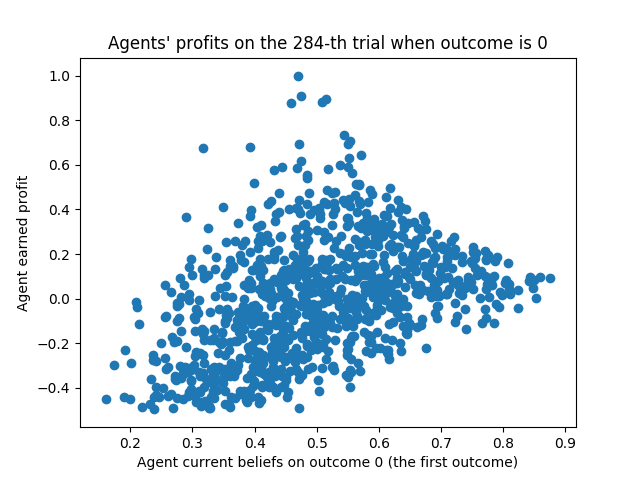 Agents' profits on the 284-th trial when outcome is 0
1.0
0.8
0.6
0.4
0.2
0.0
−0.2
−0.4
Agent earned profit
0.2 0.3 0.4 0.5 0.6 0.7 0.8 0.9
Agent current beliefs on outcome 0 (the first outcome)